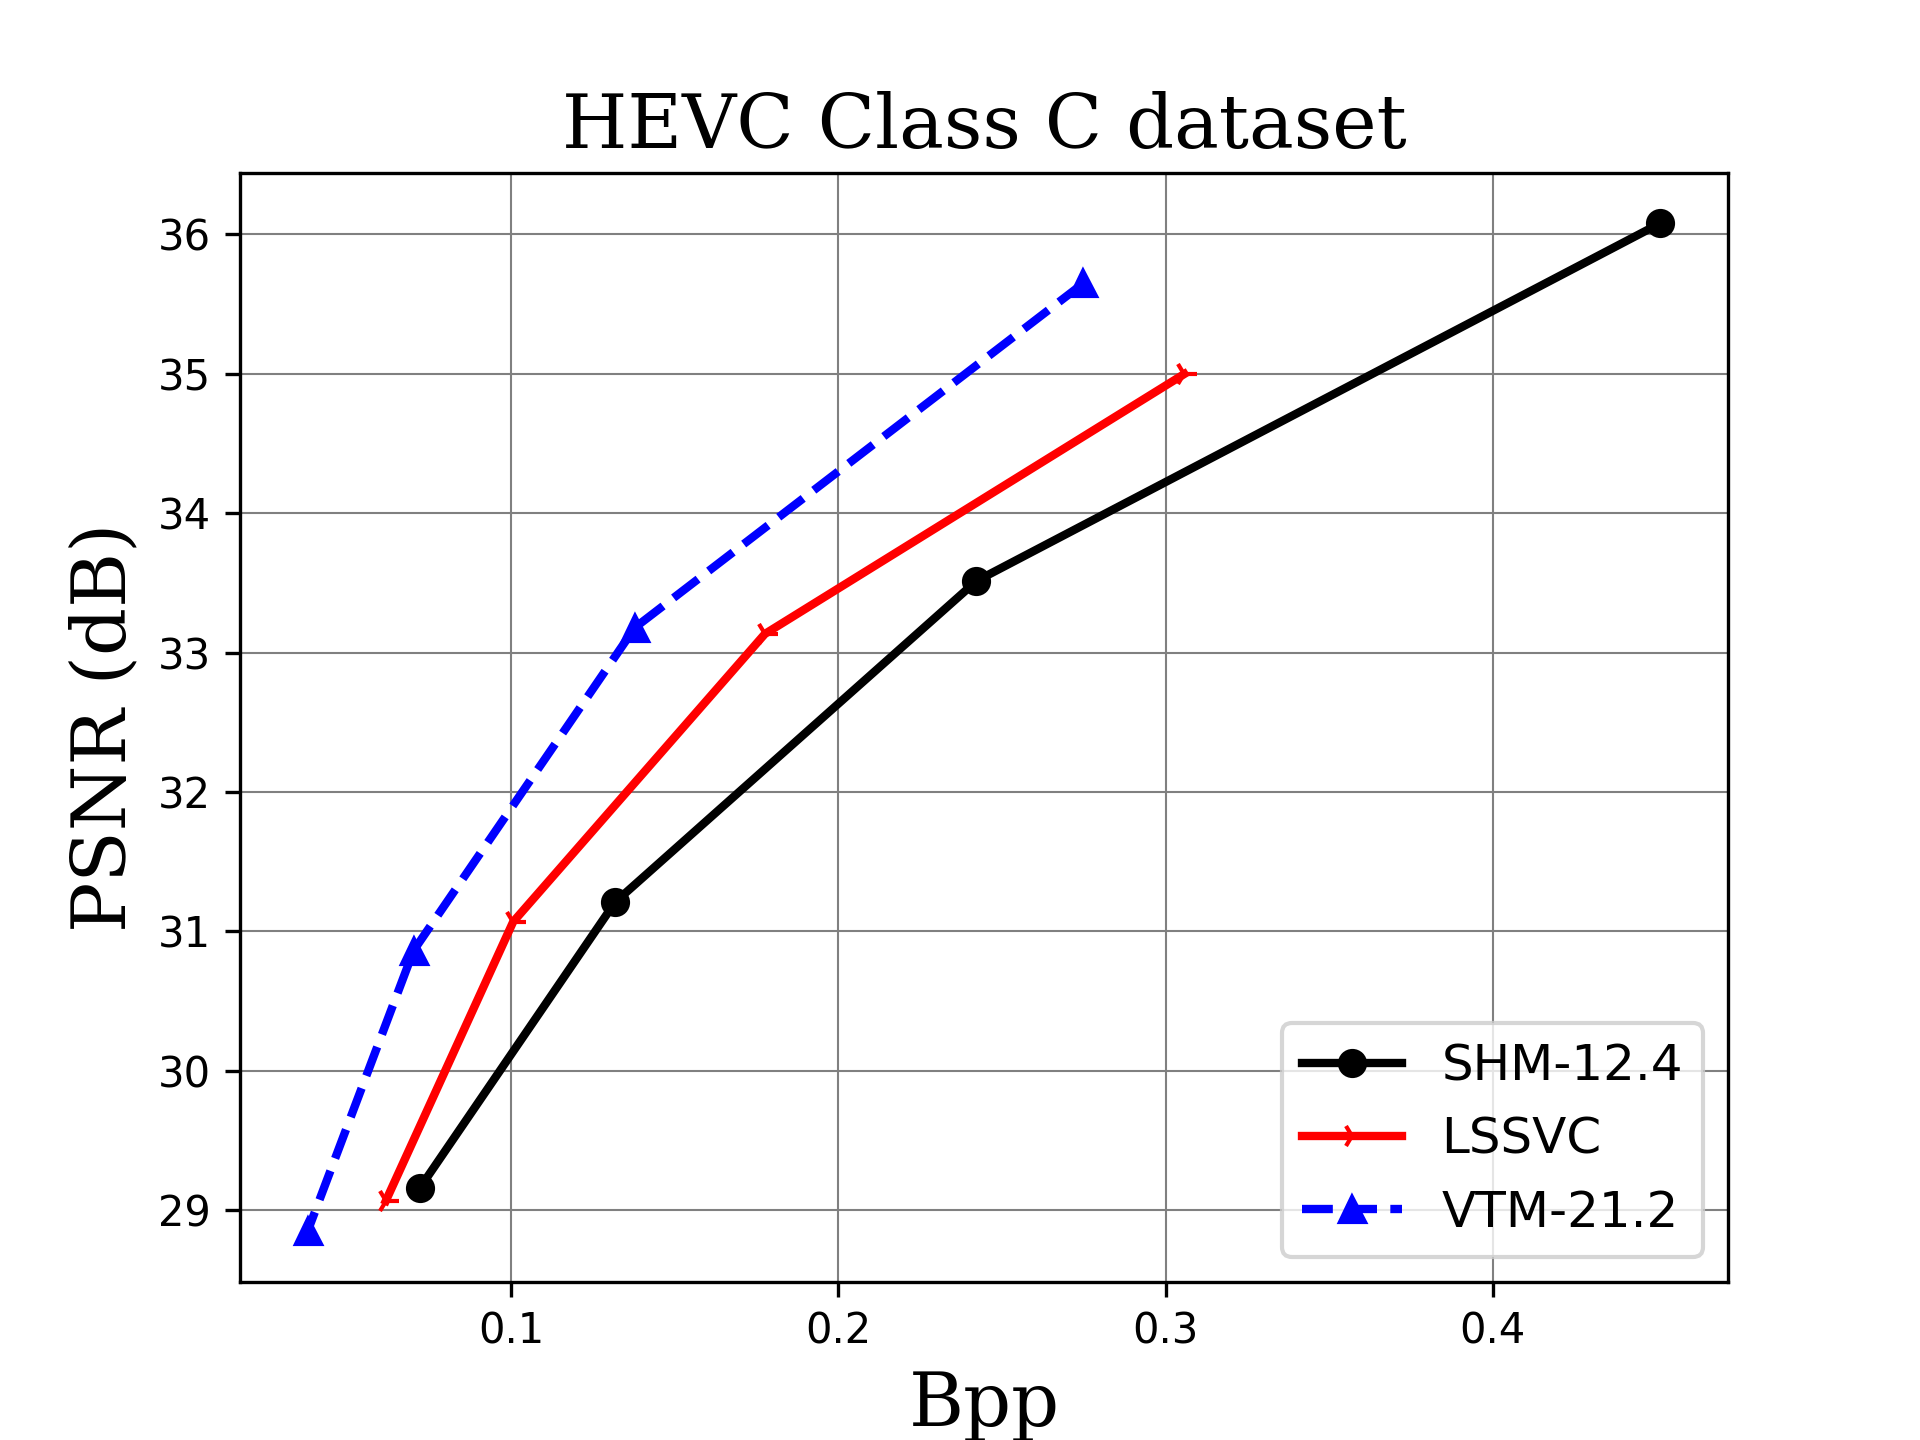 HEVC Class C dataset
PSNR (dB)
36
35
34
33
32
31
30
29
0.1
0.2
0.3
0.4
Bpp
SHM-12.4
LSSVC
VTM-21.2